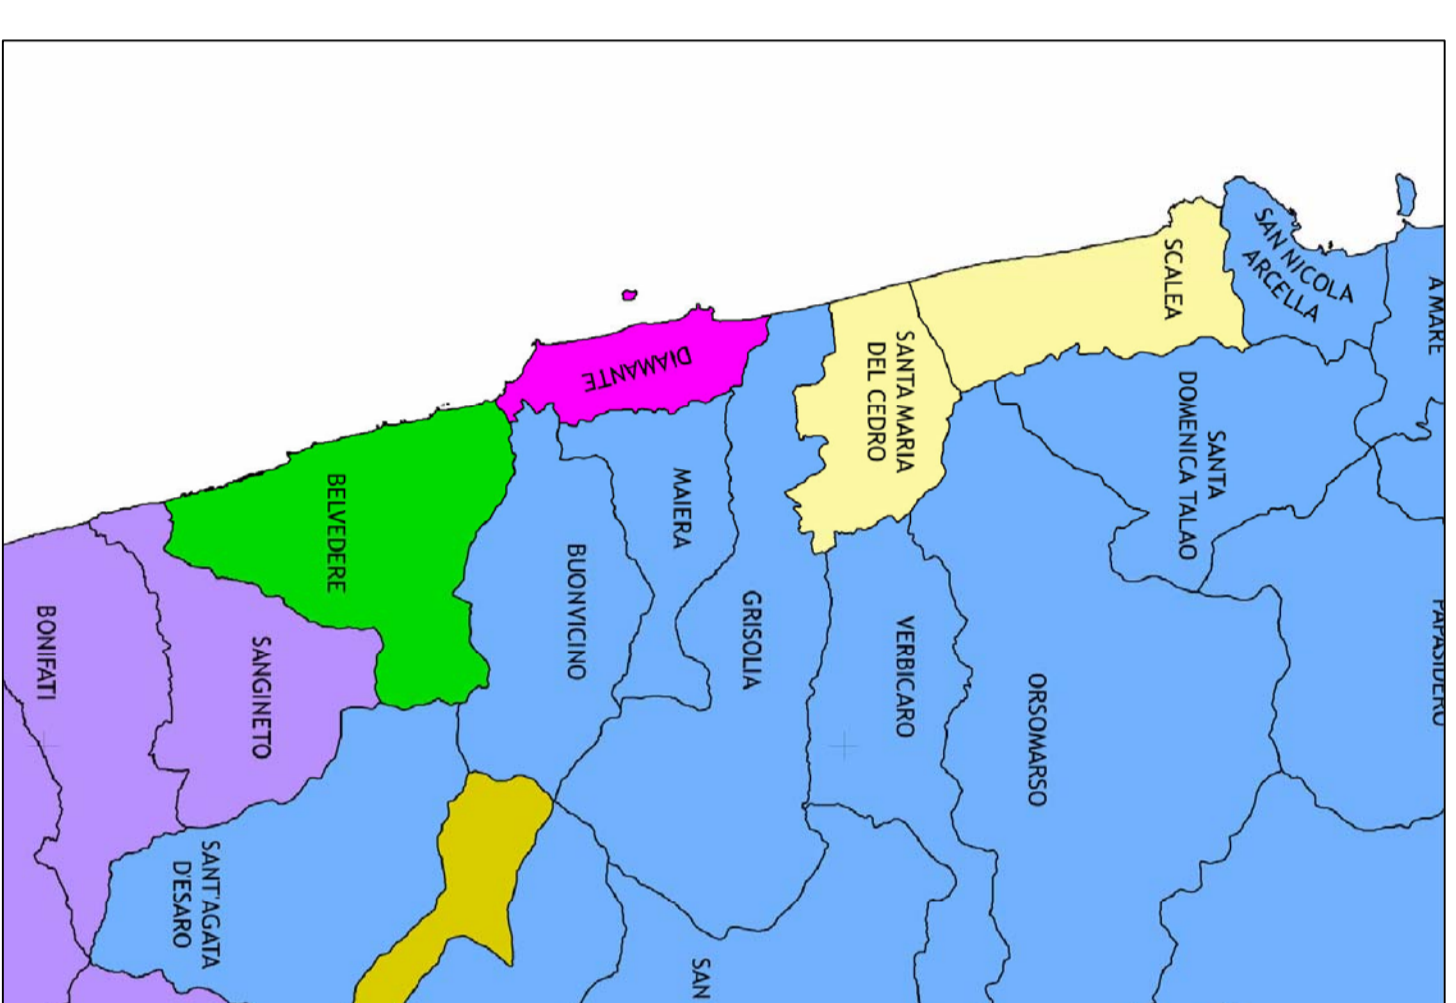 A MARE
PAPASIDERO
SAN NICOLA
ARCELLA
SANTA
DOMENICA TALAO
SCALEA
ORSOMARSO
SANTA MARIA
DEL CEDRO
VERBICARO
GRISOLIA
SAN
MAIERA
DIAMANTE
BUONVICINO
BELVEDERE
SANGINETO
SANT'AGATA
D'ESARO
BONIFATI